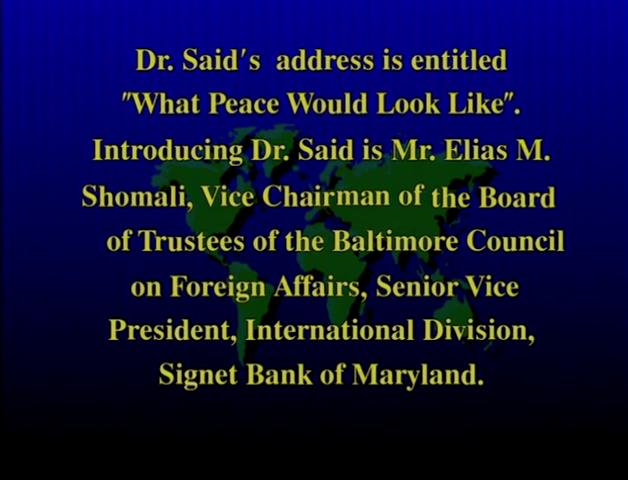 Dr. Said's address is entitled
"What Peace Would Look Like".
Introducing Dr. Said is Mr. Elias M.
Shomali, Vice Chairman of the Board
of Trustees of the Baltimore Council
on Foreign Affairs, Senior Vice
President, International Division,
Signet Bank of Maryland.